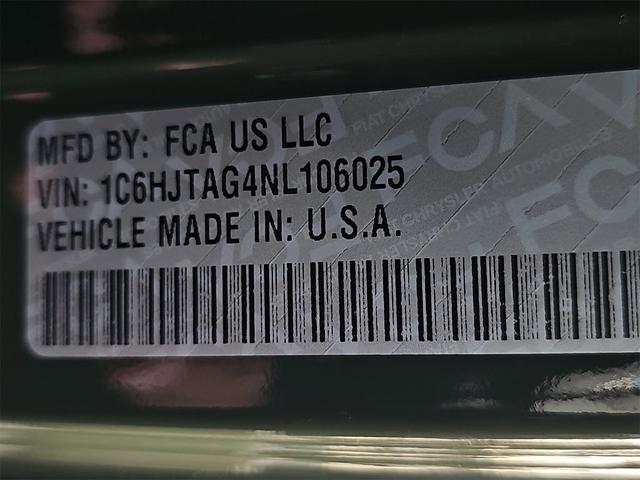 MFD BY: FCA US LLC
VIN: 1C6HJTAG4NL106025
VEHICLE MADE IN: U.S.A.